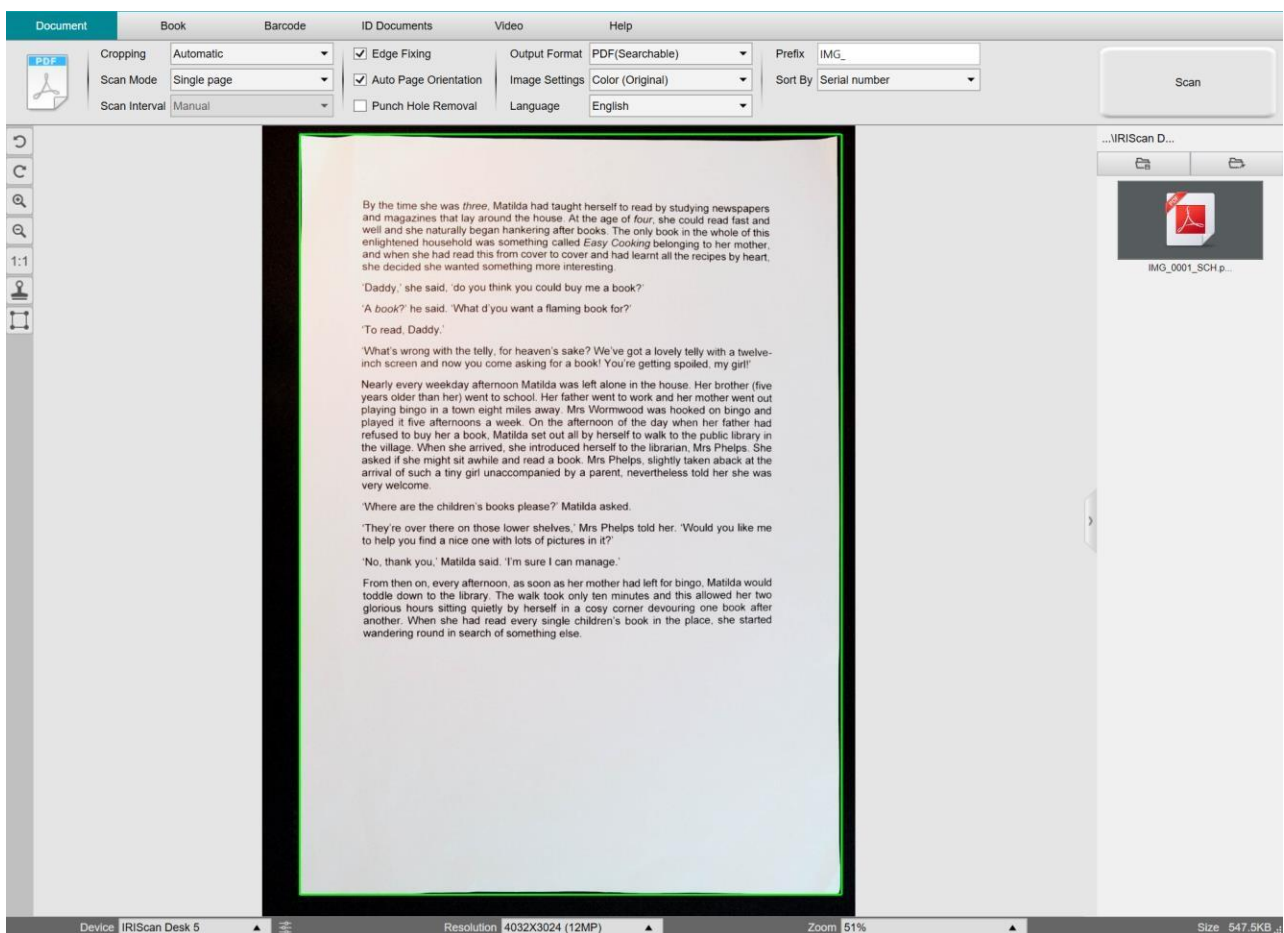 Document Book Barcode ID Documents Video Help
PDF
Cropping Automatic
Scan Mode Single page
Scan Interval Manual
Edge Fixing
Auto Page Orientation
Punch Hole Removal
Output Format PDF(Searchable)
Image Settings Color (Original)
Language English
Prefix IMG_
Sort By Serial number
Scan
1:1
By the time she was three, Matilda had taught herself to read by studying newspapers
and magazines that lay around the house. At the age of four, she could read fast and
well and she naturally began hankering after books. The only book in the whole of this
enlightened household was something called Easy Cooking belonging to her mother,
and when she had read this from cover to cover and had learnt all the recipes by heart,
she decided she wanted something more interesting.
‘Daddy,’ she said, ‘do you think you could buy me a book?’
‘A book?’ he said. ‘What d’you want a flaming book for?’
‘To read, Daddy.’
‘What’s wrong with the telly, for heaven’s sake? We’ve got a lovely telly with a twelve-
inch screen and now you come asking for a book! You’re getting spoiled, my girl!’
Nearly every weekday afternoon Matilda was left alone in the house. Her brother (five
years older than her) went to school. Her father went to work and her mother went out
playing bingo in a town eight miles away. Mrs Wormwood was hooked on bingo and
played it five afternoons a week. On the afternoon of the day when her father had
refused to buy her a book, Matilda set out all by herself to walk to the public library in
the village. When she arrived, she introduced herself to the librarian, Mrs Phelps. She
asked if she might sit awhile and read a book. Mrs Phelps, slightly taken aback at the
arrival of such a tiny girl unaccompanied by a parent, nevertheless told her she was
very welcome.
‘Where are the children’s books please?’ Matilda asked.
‘They’re over there on those lower shelves,’ Mrs Phelps told her. ‘Would you like me
to help you find a nice one with lots of pictures in it?’
‘No, thank you,’ Matilda said. ‘I’m sure I can manage.’
From then on, every afternoon, as soon as her mother had left for bingo, Matilda would
toddle down to the library. The walk took only ten minutes and this allowed her two
glorious hours sitting quietly by herself in a cosy corner devouring one book after
another. When she had read every single children’s book in the place, she started
wandering round in search of something else.
...\IRIScan D...
PDF
IMG_0001_SCH.p...
Device IRIScan Desk 5 Resolution 4032X3024 (12MP) Zoom 51% Size 547.5KB